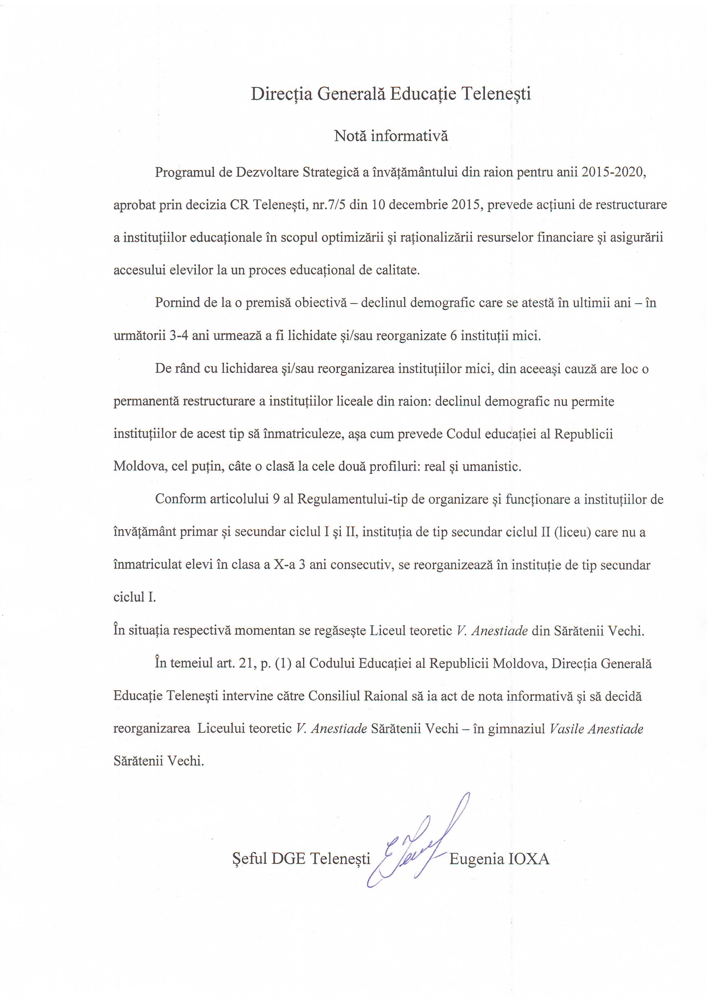 Direcția Generală Educație Telenești
Notă informativă
Programul de Dezvoltare Strategică a învățământului din raion pentru anii 2015-2020,
aprobat prin decizia CR Telenești, nr.7/5 din 10 decembrie 2015, prevede acțiuni de restructurare
a instituțiilor educaționale în scopul optimizării și raționalizării resurselor financiare și asigurării
accesului elevilor la un proces educațional de calitate.
Pornind de la o premisă obiectivă – declinul demografic care se atestă în ultimii ani – în
următorii 3-4 ani urmează a fi lichidate și/sau reorganizate 6 instituții mici.
De rând cu lichidarea și/sau reorganizarea instituțiilor mici, din aceeași cauză are loc o
permanentă restructurare a instituțiilor liceale din raion: declinul demografic nu permite
instituțiilor de acest tip să înmatriculeze, așa cum prevede Codul educației al Republicii
Moldova, cel puțin, câte o clasă la cele două profiluri: real și umanistic.
Conform articolului 9 al Regulamentului-tip de organizare și funcționare a instituțiilor de
învățământ primar și secundar ciclul I și II, instituția de tip secundar ciclul II (liceu) care nu a
înmatriculat elevi în clasa a X-a 3 ani consecutiv, se reorganizează în instituție de tip secundar
ciclul I.
În situația respectivă momentan se regăsește Liceul teoretic V. Anestiade din Sărătenii Vechi.
În temeiul art. 21, p. (1) al Codului Educației al Republicii Moldova, Direcția Generală
Educație Telenești intervine către Consiliul Raional să ia act de nota informativă și să decidă
reorganizarea Liceului teoretic V. Anestiade Sărătenii Vechi – în gimnaziul Vasile Anestiade
Sărătenii Vechi.
Șeful DGE Telenești Eugenia IOXA